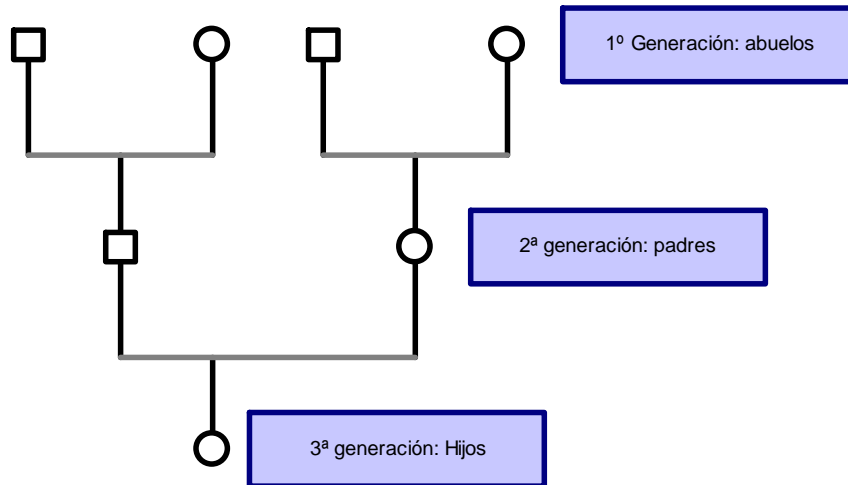 1º Generación: abuelos
2ª generación: padres
3ª generación: Hijos